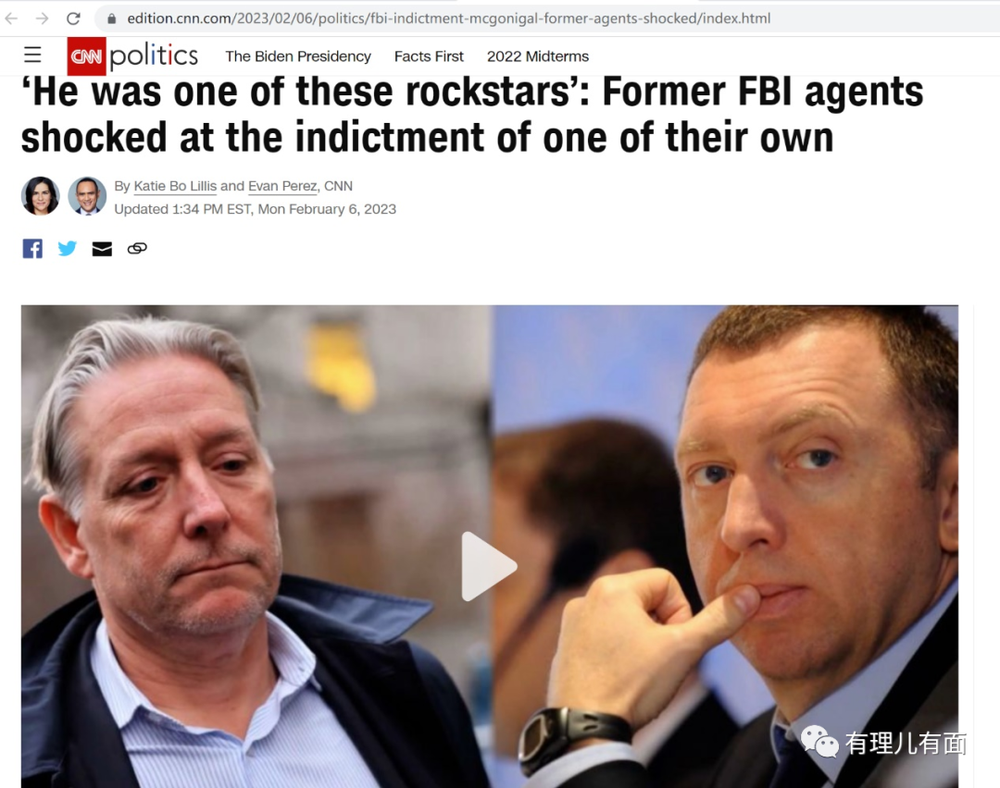 edition.cnn.com/2023/02/06/politics/fbi-indictment-mcgonigal-former-agents-shocked/index.html
CNN politics The Biden Presidency Facts First 2022 Midterms
‘He was one of these rockstars’: Former FBI agents
shocked at the indictment of one of their own
By Katie Bo Lillis and Evan Perez, CNN
Updated 1:34 PM EST, Mon February 6, 2023
有理儿有面